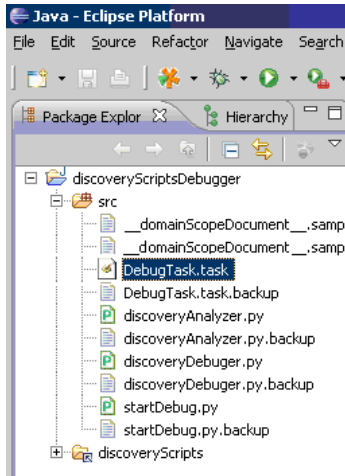 Java - Eclipse Platform
File Edit Source Refactor Navigate Search
Package Explor Hierarchy
discoveryScriptsDebugger
src
__domainScopeDocument__.samp
__domainScopeDocument__.samp
DebugTask.task
DebugTask.task.backup
discoveryAnalyzer.py
discoveryAnalyzer.py.backup
discoveryDebuger.py
discoveryDebuger.py.backup
startDebug.py
startDebug.py.backup
discoveryScripts